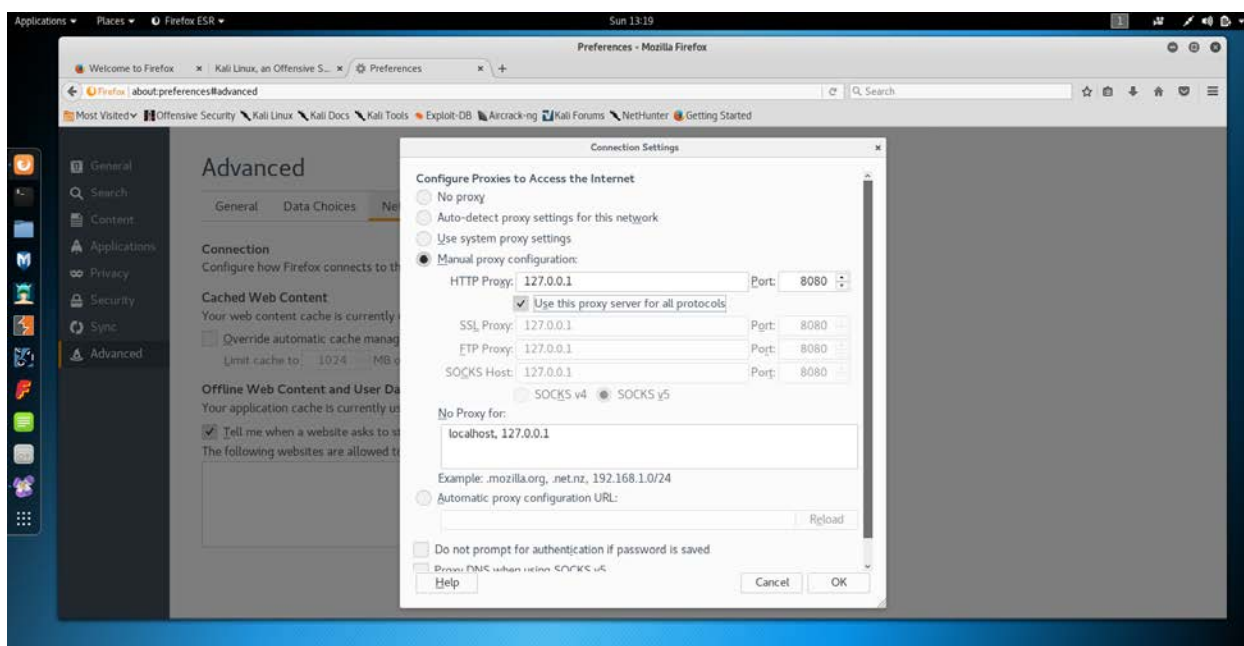 Applications Places Firefox ESR Sun 13:19 1
Preferences - Mozilla Firefox
Welcome to Firefox × Kali Linux, an Offensive S... × Preferences × +
Firefox about:preferences#advanced Search
Most Visited Offensive Security Kali Linux Kali Docs Kali Tools Exploit-DB Aircrack-ng Kali Forums NetHunter Getting Started
General
Search
Content
Applications
Privacy
Security
Sync
Advanced
Advanced
General Data Choices Ne
Connection
Configure how Firefox connects to th
Cached Web Content
Your web content cache is currently
Override automatic cache manag
Limit cache to 1024 MB o
Offline Web Content and User Da
Your application cache is currently us
Tell me when a website asks to st
The following websites are allowed t
Connection Settings ×
Configure Proxies to Access the Internet
No proxy
Auto-detect proxy settings for this network
Use system proxy settings
Manual proxy configuration:
HTTP Proxy: 127.0.0.1 Port: 8080
Use this proxy server for all protocols
SSL Proxy: 127.0.0.1 Port: 8080
FTP Proxy: 127.0.0.1 Port: 8080
SOCKS Host: 127.0.0.1 Port: 8080
SOCKS v4 SOCKS v5
No Proxy for:
localhost, 127.0.0.1
Example: .mozilla.org, .net.nz, 192.168.1.0/24
Automatic proxy configuration URL:
Reload
Do not prompt for authentication if password is saved
Proxy DNS when using SOCKS v5
Help Cancel OK